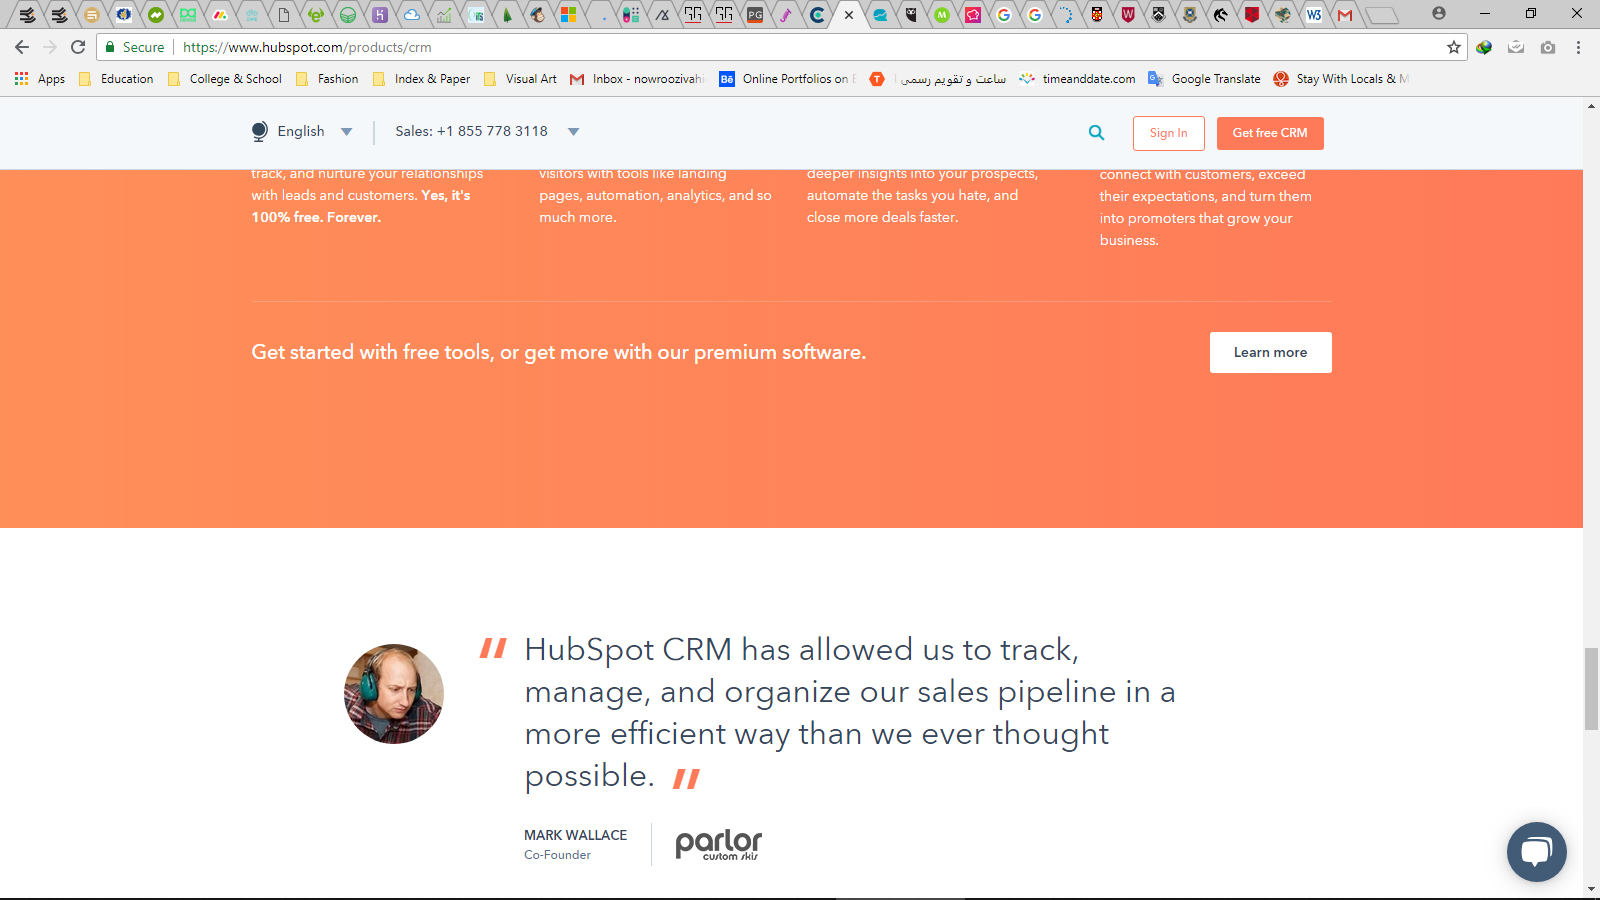 Secure
https://www.hubspot.com/products/crm
Apps
Education
College & School
Fashion
Index & Paper
Visual Art
Inbox - nowroozivahi
Online Portfolios on
ساعت و تقویم رسمی
timeanddate.com
Google Translate
Stay With Locals & M
English
Sales: +1 855 778 3118
Sign In
Get free CRM
track, and nurture your relationships
with leads and customers. Yes, it's
100% free. Forever.
visitors with tools like landing
pages, automation, analytics, and so
much more.
deeper insights into your prospects,
automate the tasks you hate, and
close more deals faster.
connect with customers, exceed
their expectations, and turn them
into promoters that grow your
business.
Get started with free tools, or get more with our premium software.
Learn more
" HubSpot CRM has allowed us to track,
manage, and organize our sales pipeline in a
more efficient way than we ever thought
possible. "
MARK WALLACE
Co-Founder
parlor
custom skis